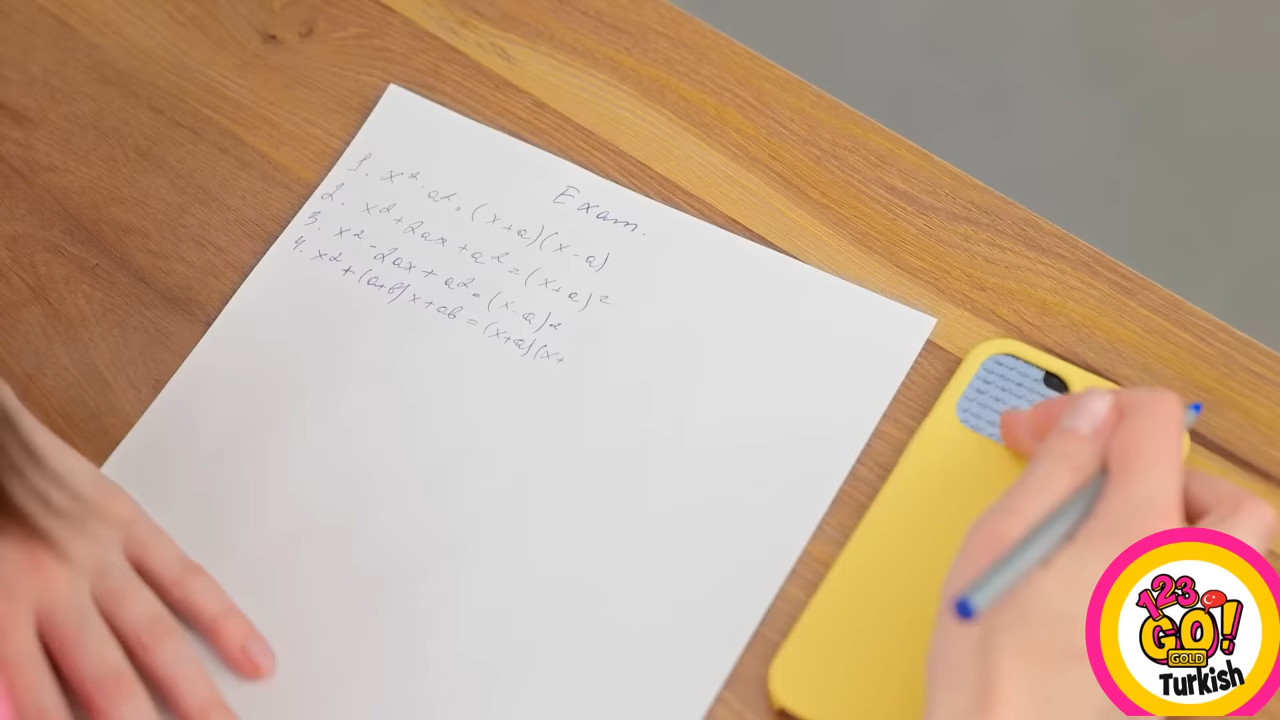 Exam.
1. x²-a²=(x+a)(x-a)
2. x²+2ax+a²=(x+a)²
3. x²-2ax+a²=(x-a)²
4. x²+(a+b)x+ab=(x+a)(x+
123
GO!
GOLD
Turkish